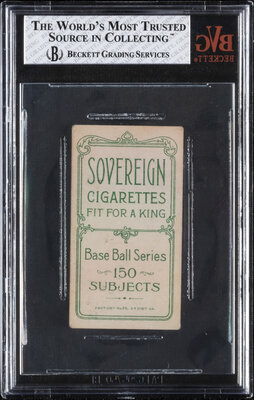 The World's Most Trusted
Source in Collecting™
Beckett Grading Services
BVG
BECKETT
SOVEREIGN
CIGARETTES
FIT FOR A KING
Base Ball Series
150
SUBJECTS